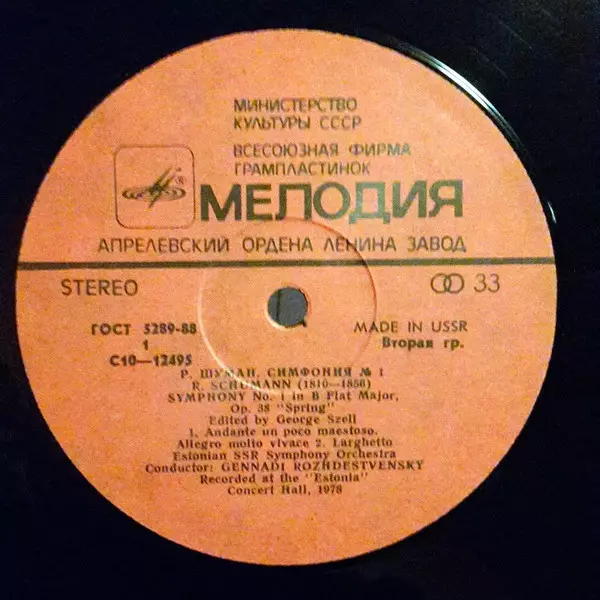 МИНИСТЕРСТВО
КУЛЬТУРЫ СССР
ВСЕСОЮЗНАЯ ФИРМА
ГРАМПЛАСТИНОК
®
МЕЛОДИЯ
АПРЕЛЕВСКИЙ ОРДЕНА ЛЕНИНА ЗАВОД
STEREO
33
ГОСТ 5289-88
MADE IN USSR
1
Вторая гр.
С10—12495
Р. ШУМАН. СИМФОНИЯ № 1
R. SCHUMANN (1810—1856)
SYMPHONY No. 1 in B Flat Major,
Op. 38 "Spring"
Edited by George Szell
1. Andante un poco maestoso.
Allegro molto vivace 2. Larghetto
Estonian SSR Symphony Orchestra
Conductor: GENNADI ROZHDESTVENSKY
Recorded at the "Estonia"
Concert Hall, 1978